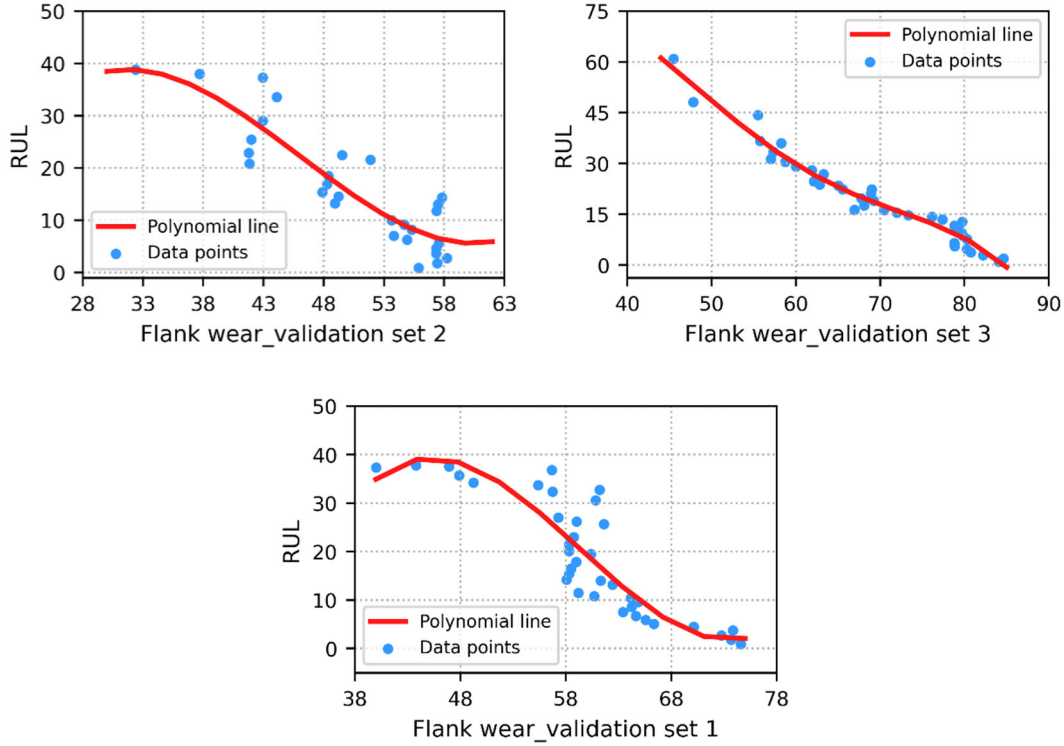 50
40
30
20
10
0
RUL
Polynomial line
Data points
28 33 38 43 48 53 58 63
Flank wear_validation set 2
75
60
45
30
15
0
RUL
Polynomial line
Data points
40 50 60 70 80 90
Flank wear_validation set 3
50
40
30
20
10
0
RUL
Polynomial line
Data points
38 48 58 68 78
Flank wear_validation set 1